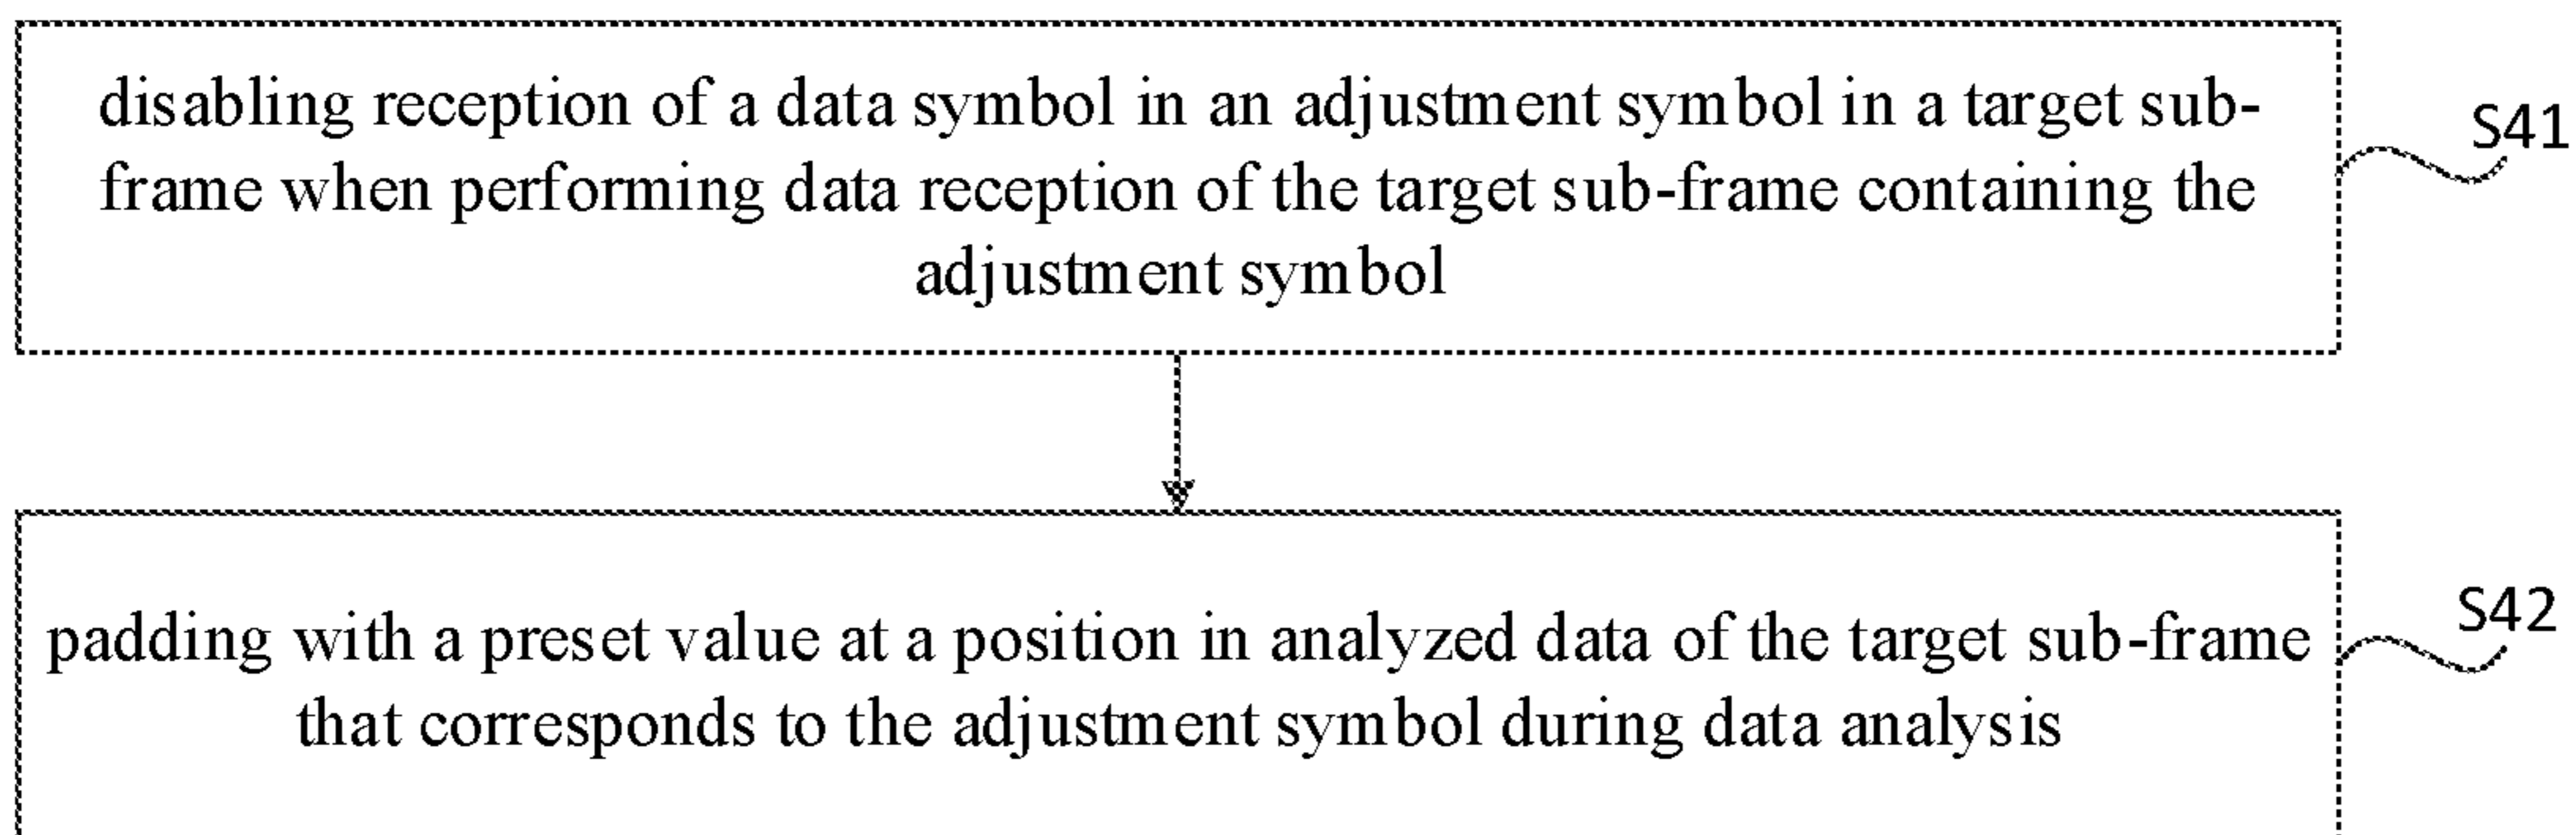 disabling reception of a data symbol in an adjustment symbol in a target sub-
frame when performing data reception of the target sub-frame containing the
adjustment symbol
S41
padding with a preset value at a position in analyzed data of the target sub-frame
that corresponds to the adjustment symbol during data analysis
S42